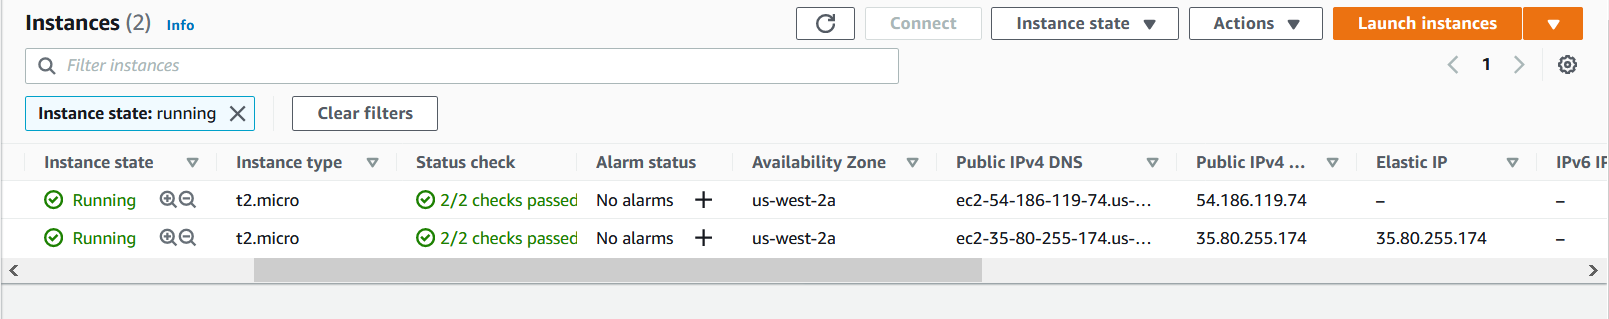 Instances (2) Info Connect Instance state Actions Launch instances
Filter instances 1
Instance state: running Clear filters
Instance state Instance type Status check Alarm status Availability Zone Public IPv4 DNS Public IPv4 ... Elastic IP IPv6 IP
Running t2.micro 2/2 checks passed No alarms + us-west-2a ec2-54-186-119-74.us-... 54.186.119.74 – –
Running t2.micro 2/2 checks passed No alarms + us-west-2a ec2-35-80-255-174.us-... 35.80.255.174 35.80.255.174 –